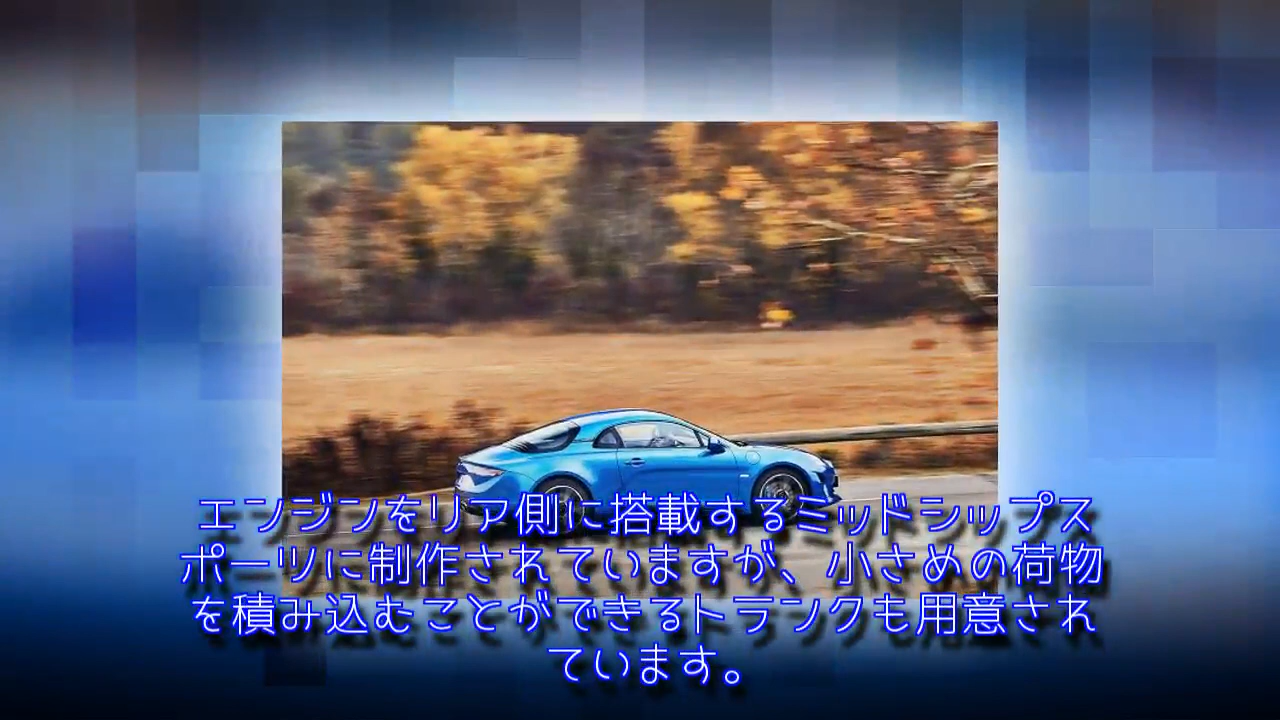 エンジンをリア側に搭載するミッドシップス
ポーツに制作されていますが、小さめの荷物
を積み込むことができるトランクも用意され
ています。